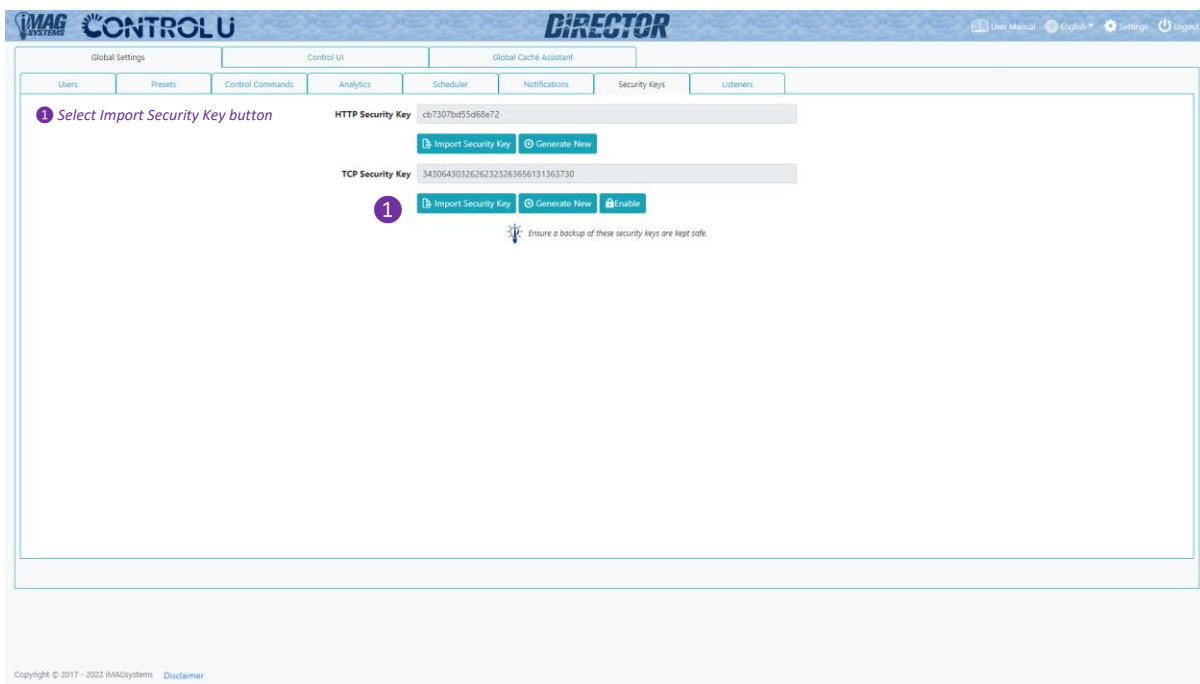 iMAG SYSTEMS CONTROL U DiRECTOR User Manual English Settings Logout
Global Settings Control UI Global Caché Assistant
Users Presets Control Commands Analytics Scheduler Notifications Security Keys Listeners
1 Select Import Security Key button
HTTP Security Key cb7307bd55d68e72
Import Security Key Generate New
TCP Security Key 34306430326262323263656131363730
1 Import Security Key Generate New Enable
Ensure a backup of these security keys are kept safe.
Copyright © 2017 - 2022 iMAGsystems Disclaimer